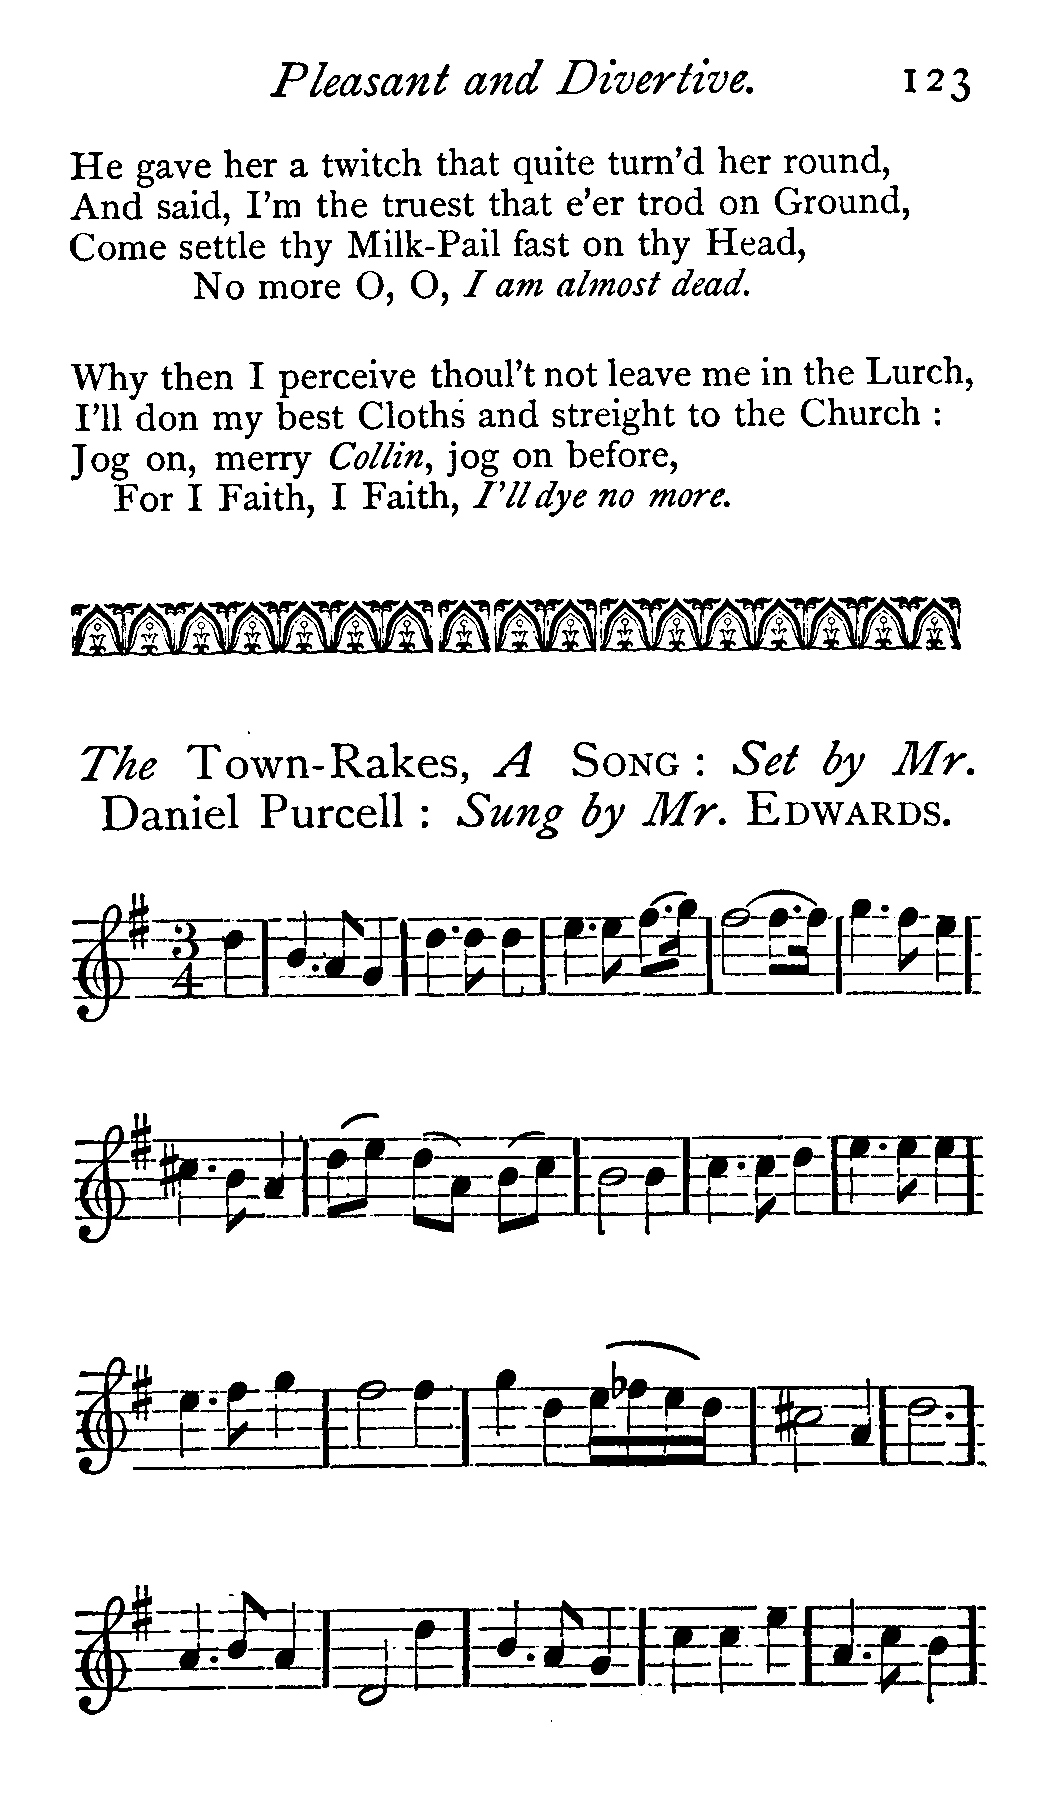 Pleasant and Divertive. 123
He gave her a twitch that quite turn'd her round,
And said, I'm the truest that e'er trod on Ground,
Come settle thy Milk-Pail fast on thy Head,
No more O, O, I am almost dead.
Why then I perceive thoul't not leave me in the Lurch,
I'll don my best Cloths and streight to the Church :
Jog on, merry Collin, jog on before,
For I Faith, I Faith, I'll dye no more.
The Town-Rakes, A SONG : Set by Mr.
Daniel Purcell : Sung by Mr. EDWARDS.
3
4